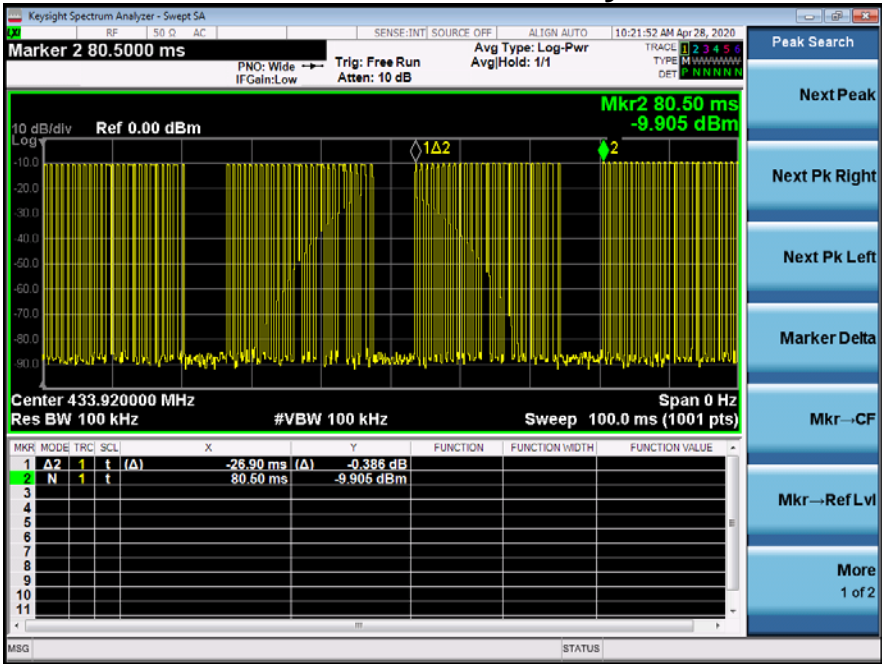 Keysight Spectrum Analyzer - Swept SA
LXI RF 50 Ω AC SENSE:INT SOURCE OFF ALIGN AUTO 10:21:52 AM Apr 28, 2020
Marker 2 80.5000 ms
PNO: Wide
IFGain:Low
Trig: Free Run
Atten: 10 dB
Avg Type: Log-Pwr
Avg|Hold: 1/1
TRACE 1 2 3 4 5 6
TYPE M WWWWW
DET P N N N N N
Mkr2 80.50 ms
-9.905 dBm
10 dB/div Ref 0.00 dBm
Log
1Δ2
2
-10.0
-20.0
-30.0
-40.0
-50.0
-60.0
-70.0
-80.0
-90.0
Center 433.920000 MHz Span 0 Hz
Res BW 100 kHz #VBW 100 kHz Sweep 100.0 ms (1001 pts)
MKR MODE TRC SCL X Y FUNCTION FUNCTION WIDTH FUNCTION VALUE
1 Δ2 1 t (Δ) -26.90 ms (Δ) -0.386 dB
2 N 1 t 80.50 ms -9.905 dBm
3
4
5
6
7
8
9
10
11
MSG STATUS
Peak Search
Next Peak
Next Pk Right
Next Pk Left
Marker Delta
Mkr→CF
Mkr→Ref Lvl
More
1 of 2